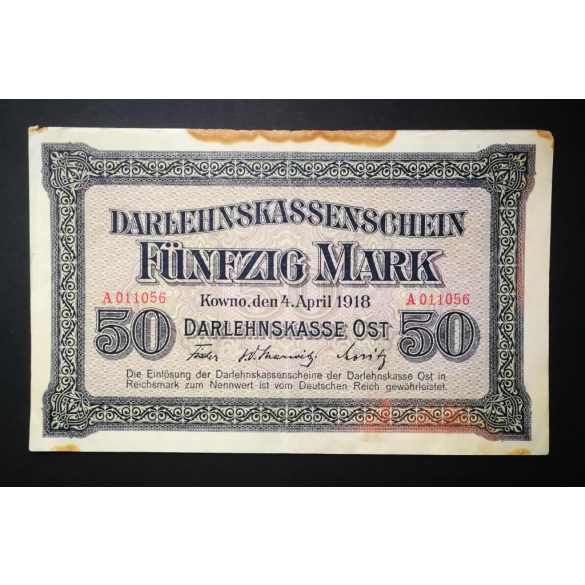 DARLEHNSKASSENSCHEIN
FÜNFZIG MARK
A 011056 Kowno, den 4. April 1918 A 011056
50 DARLEHNSKASSE OST 50
Die Einlösung der Darlehnskassenscheine der Darlehnskasse Ost in
Reichsmark zum Nennwert ist vom Deutschen Reich gewährleistet.